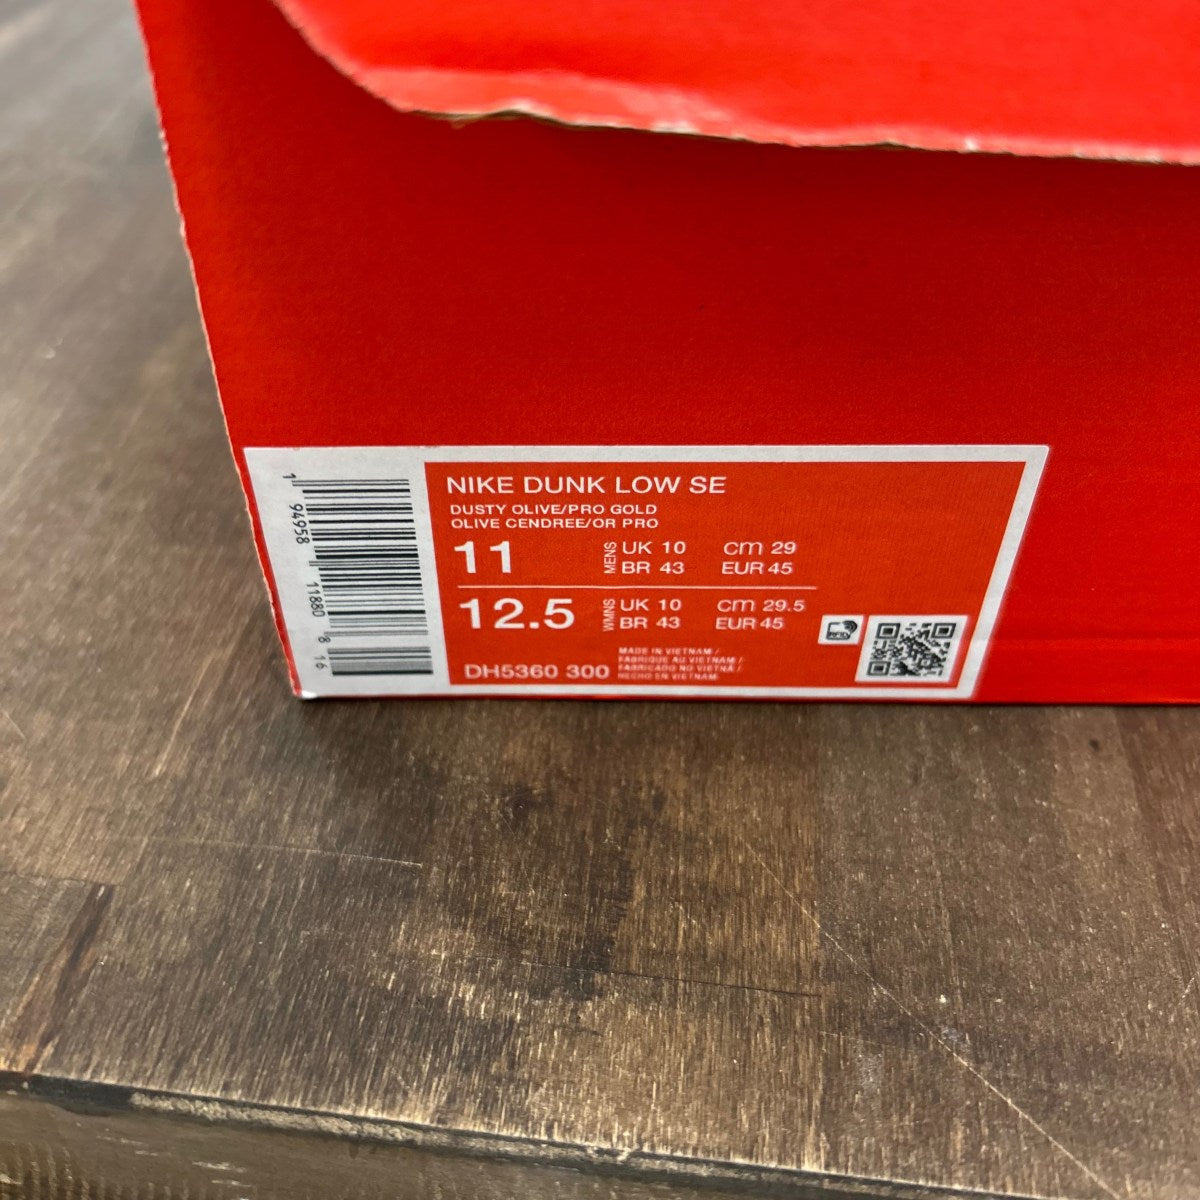 NIKE DUNK LOW SE
DUSTY OLIVE/PRO GOLD
OLIVE CENDREE/OR PRO
11 MENS UK 10 cm 29
BR 43 EUR 45
12.5 WMNS UK 10 cm 29.5
BR 43 EUR 45
DH5360 300
MADE IN VIETNAM /
FABRIQUE AU VIETNAM /
FABRICADO NO VIETNÃ /
HECHO EN VIETNAM
1 94958 11880 8 16